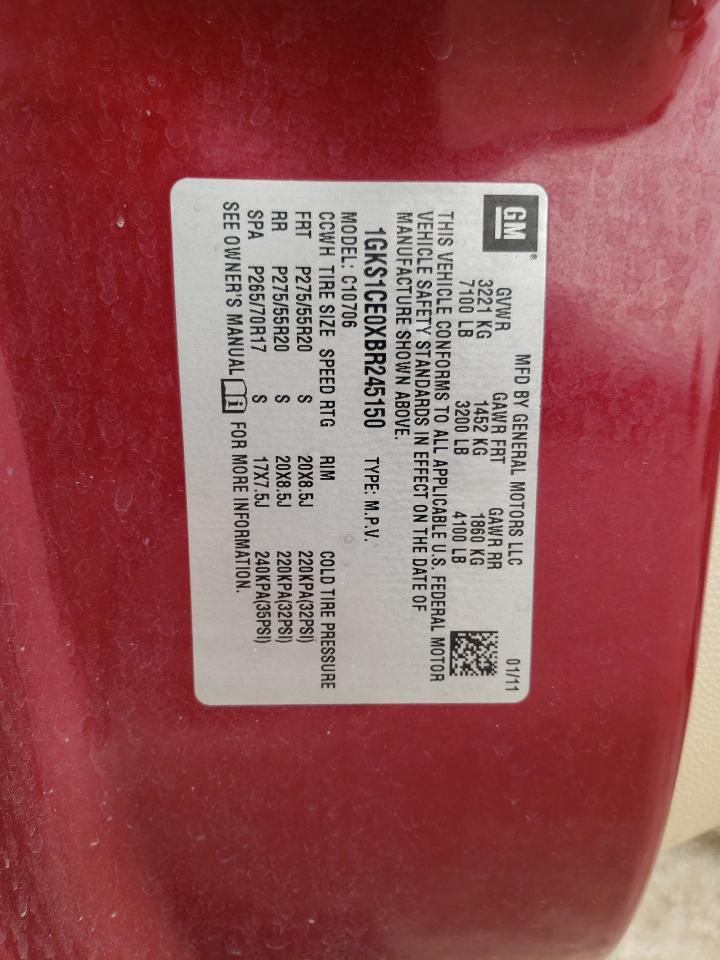 GM®
MFD BY GENERAL MOTORS LLC 01/11
GVWR GAWR FRT GAWR RR
3221 KG 1452 KG 1860 KG
7100 LB 3200 LB 4100 LB
THIS VEHICLE CONFORMS TO ALL APPLICABLE U.S. FEDERAL MOTOR
VEHICLE SAFETY STANDARDS IN EFFECT ON THE DATE OF
MANUFACTURE SHOWN ABOVE.
1GKS1CE0XBR245150 TYPE: M.P.V.
MODEL: C10706
CCWH TIRE SIZE SPEED RTG RIM COLD TIRE PRESSURE
FRT P275/55R20 S 20X8.5J 220KPA(32PSI)
RR P275/55R20 S 20X8.5J 220KPA(32PSI)
SPA P265/70R17 S 17X7.5J 240KPA(35PSI)
SEE OWNER'S MANUAL i FOR MORE INFORMATION.